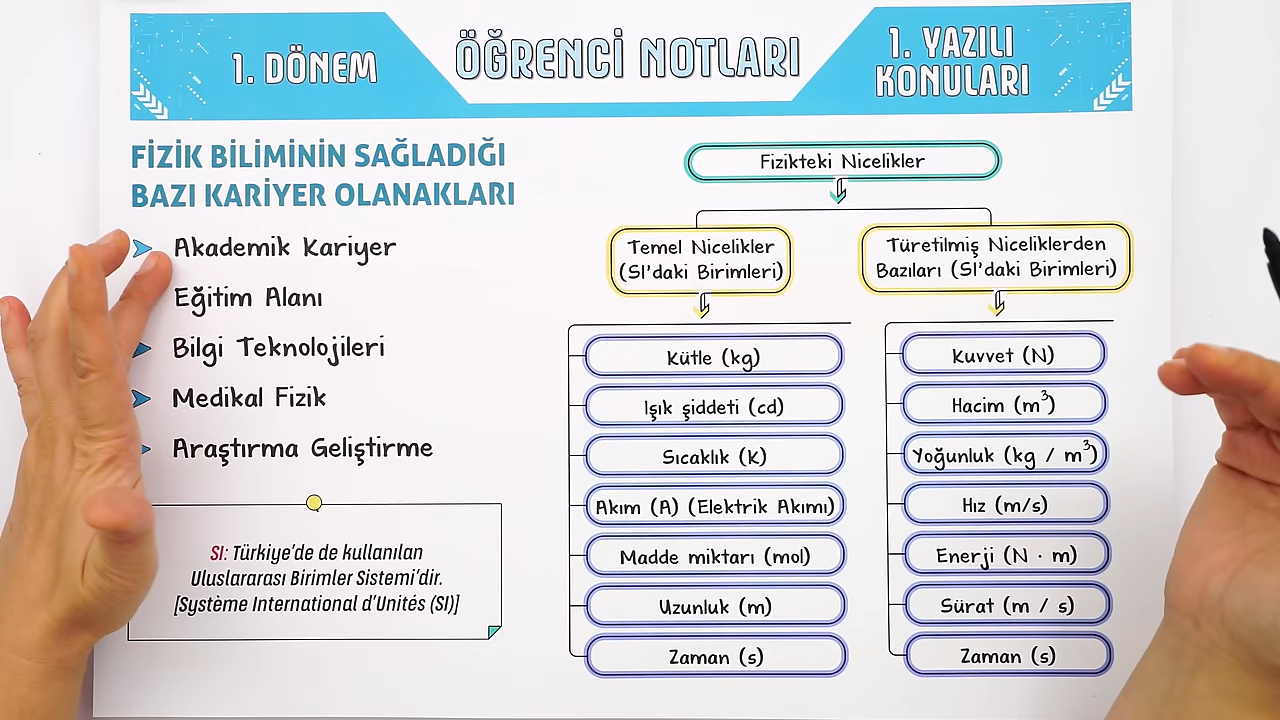 1. DÖNEM
ÖĞRENCİ NOTLARI
1. YAZILI
KONULARI
FİZİK BİLİMİNİN SAĞLADIĞI
BAZI KARİYER OLANAKLARI
Akademik Kariyer
Eğitim Alanı
Bilgi Teknolojileri
Medikal Fizik
Araştırma Geliştirme
SI: Türkiye'de de kullanılan
Uluslararası Birimler Sistemi'dir.
[Système International d'Unités (SI)]
Fizikteki Nicelikler
Temel Nicelikler
(SI'daki Birimleri)
Kütle (kg)
Işık şiddeti (cd)
Sıcaklık (K)
Akım (A) (Elektrik Akımı)
Madde miktarı (mol)
Uzunluk (m)
Zaman (s)
Türetilmiş Niceliklerden
Bazıları (SI'daki Birimleri)
Kuvvet (N)
Hacim (m³)
Yoğunluk (kg / m³)
Hız (m/s)
Enerji (N · m)
Sürat (m / s)
Zaman (s)